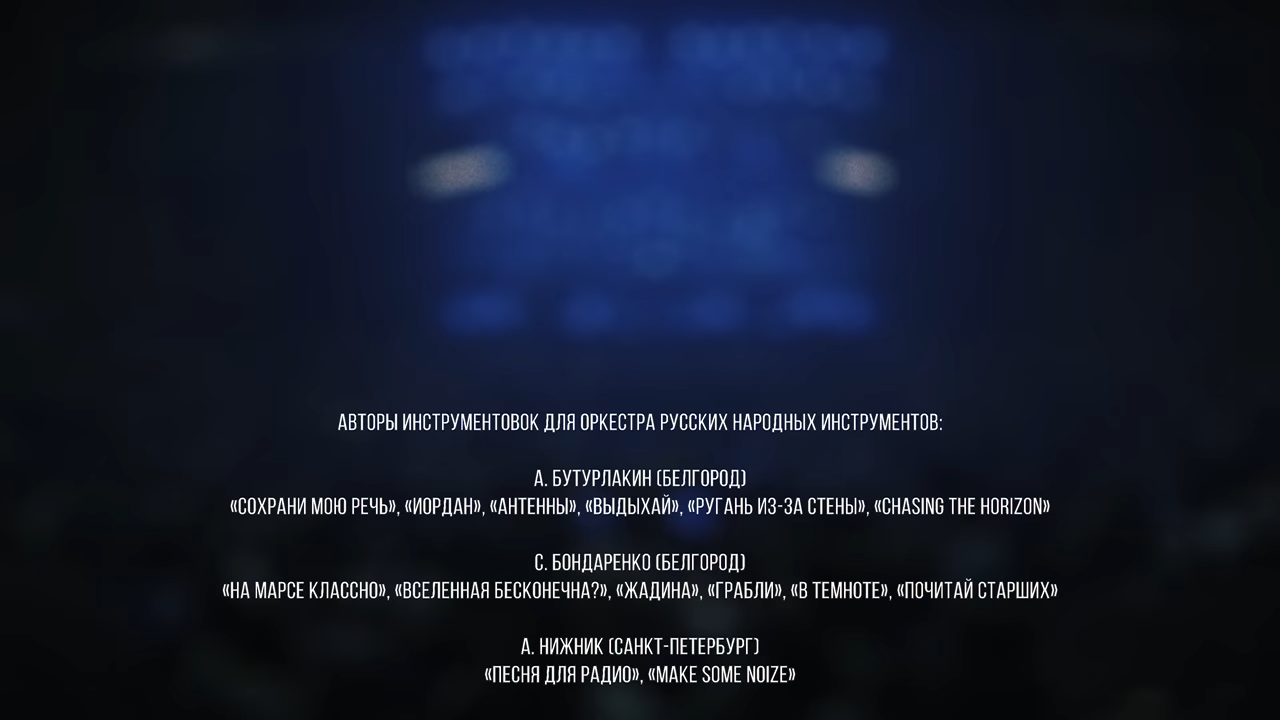 АВТОРЫ ИНСТРУМЕНТОВОК ДЛЯ ОРКЕСТРА РУССКИХ НАРОДНЫХ ИНСТРУМЕНТОВ:
А. БУТУРЛАКИН (БЕЛГОРОД)
«СОХРАНИ МОЮ РЕЧЬ», «ИОРДАН», «АНТЕННЫ», «ВЫДЫХАЙ», «РУГАНЬ ИЗ-ЗА СТЕНЫ», «CHASING THE HORIZON»
С. БОНДАРЕНКО (БЕЛГОРОД)
«НА МАРСЕ КЛАССНО», «ВСЕЛЕННАЯ БЕСКОНЕЧНА?», «ЖАДИНА», «ГРАБЛИ», «В ТЕМНОТЕ», «ПОЧИТАЙ СТАРШИХ»
А. НИЖНИК (САНКТ-ПЕТЕРБУРГ)
«ПЕСНЯ ДЛЯ РАДИО», «MAKE SOME NOIZE»